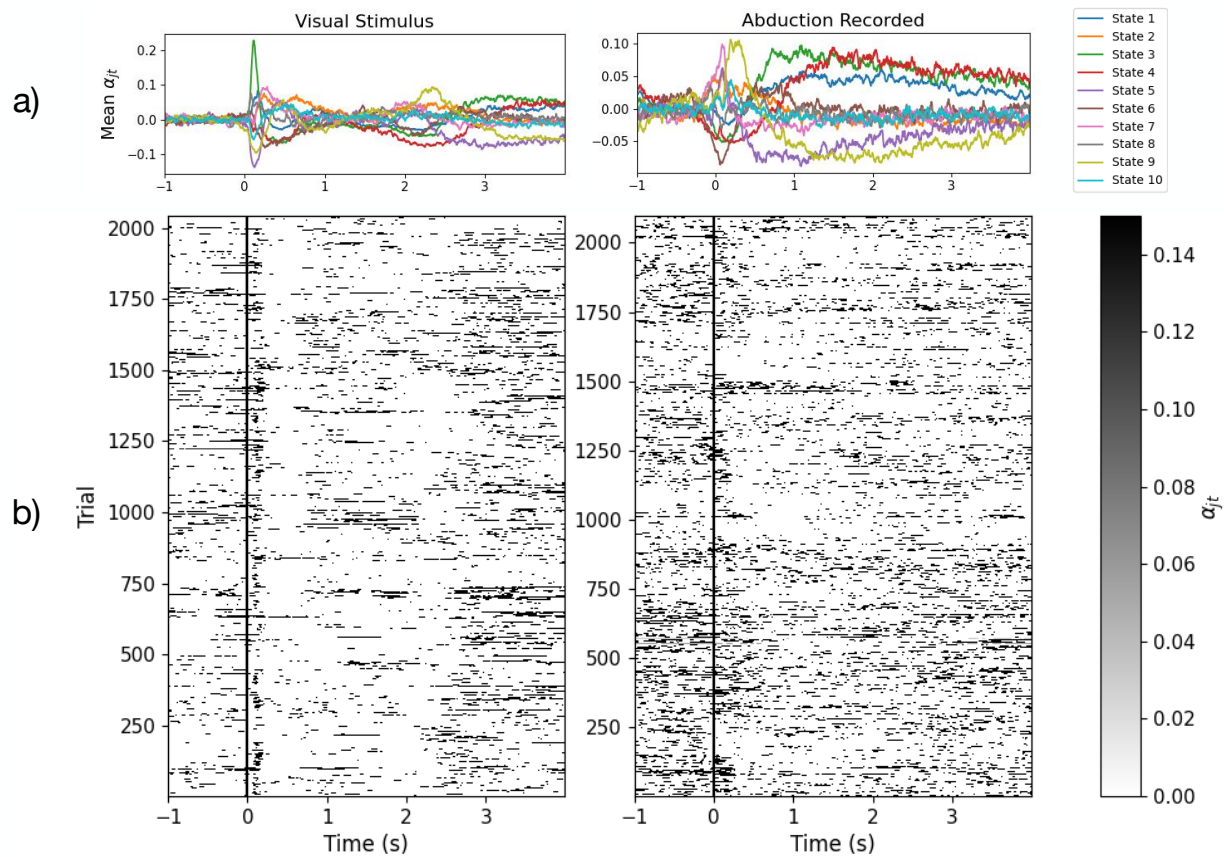 Visual Stimulus
Abduction Recorded
a)
Mean αjt
0.2
0.1
0.0
−0.1
−1 0 1 2 3
0.10
0.05
0.00
−0.05
−1 0 1 2 3
State 1
State 2
State 3
State 4
State 5
State 6
State 7
State 8
State 9
State 10
b)
Trial
2000
1750
1500
1250
1000
750
500
250
−1 0 1 2 3
Time (s)
2000
1750
1500
1250
1000
750
500
250
−1 0 1 2 3
Time (s)
0.14
0.12
0.10
0.08
0.06
0.04
0.02
0.00
αjt